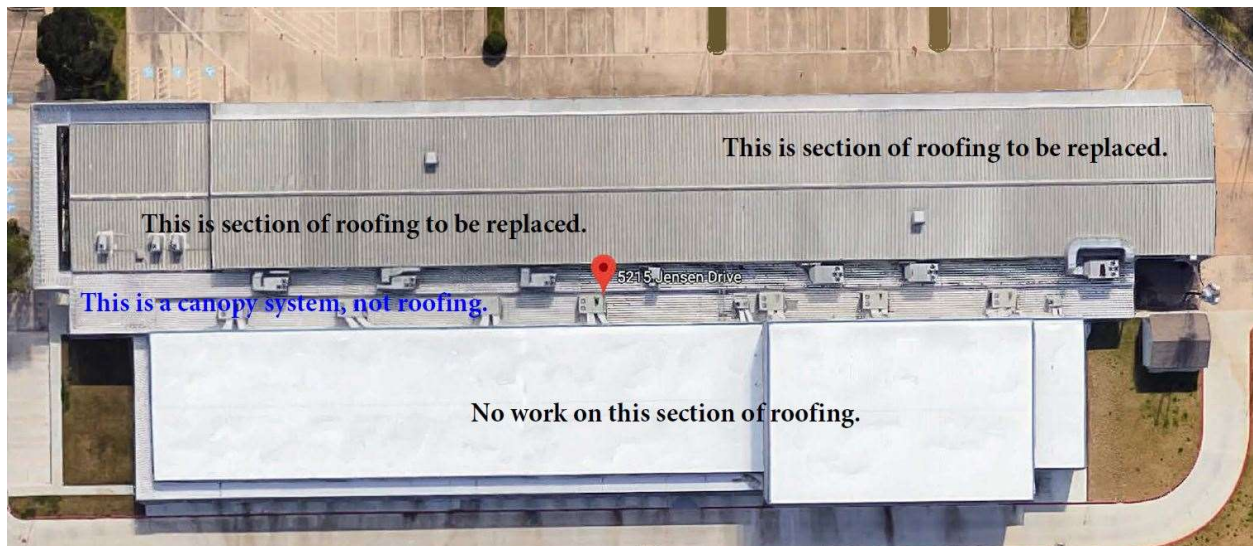 This is section of roofing to be replaced.
This is section of roofing to be replaced.
5215 Jensen Drive
This is a canopy system, not roofing.
No work on this section of roofing.